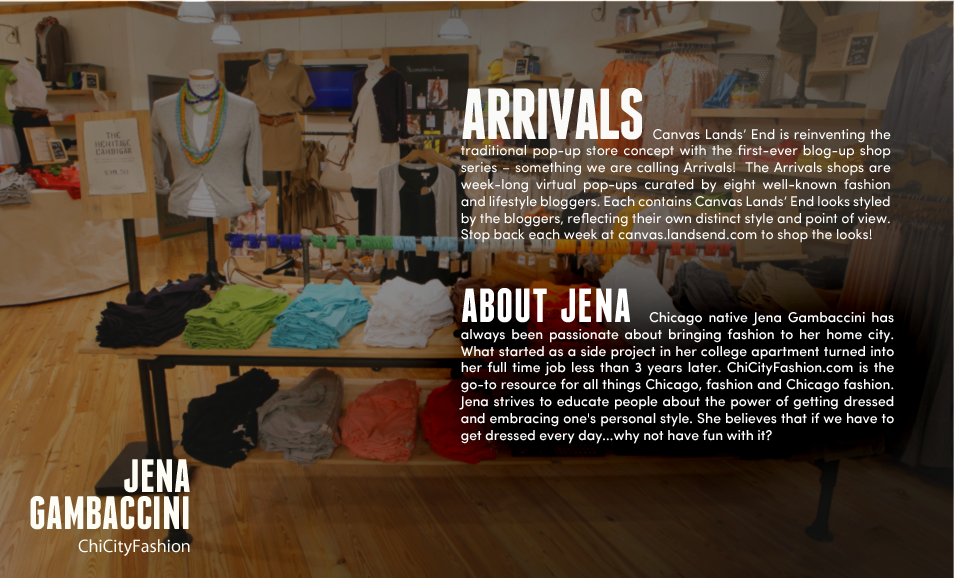 THE
HERITAGE
CARDIGAN
ARRIVALS Canvas Lands' End is reinventing the
traditional pop-up store concept with the first-ever blog-up shop
series – something we are calling Arrivals! The Arrivals shops are
week-long virtual pop-ups curated by eight well-known fashion
and lifestyle bloggers. Each contains Canvas Lands' End looks styled
by the bloggers, reflecting their own distinct style and point of view.
Stop back each week at canvas.landsend.com to shop the looks!
ABOUT JENA Chicago native Jena Gambaccini has
always been passionate about bringing fashion to her home city.
What started as a side project in her college apartment turned into
her full time job less than 3 years later. ChiCityFashion.com is the
go-to resource for all things Chicago, fashion and Chicago fashion.
Jena strives to educate people about the power of getting dressed
and embracing one's personal style. She believes that if we have to
get dressed every day...why not have fun with it?
JENA
GAMBACCINI
ChiCityFashion